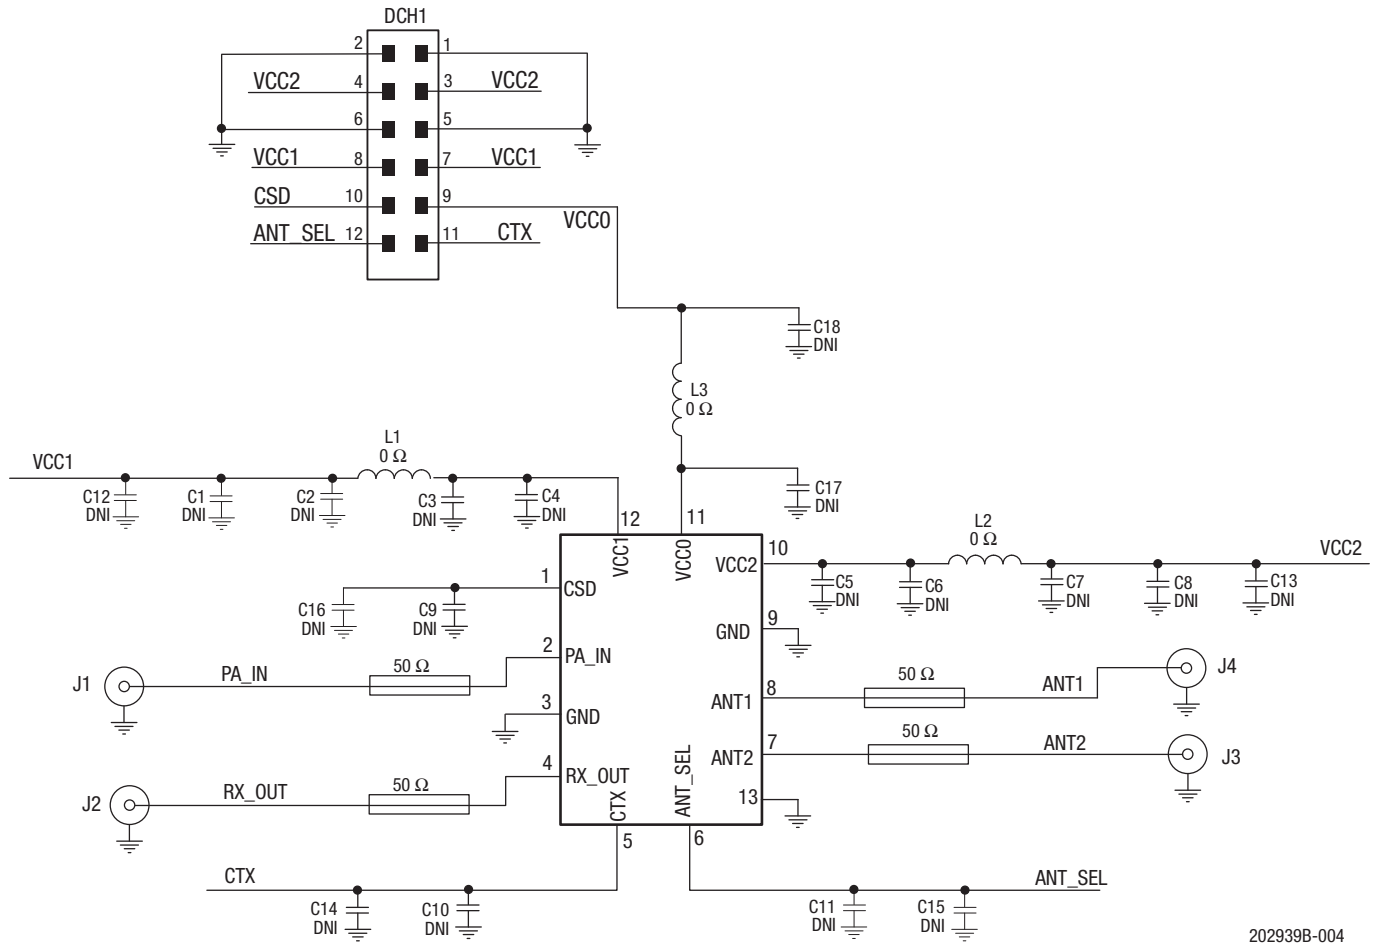 DCH1
2
1
VCC2
4
3
VCC2
6
5
VCC1
8
7
VCC1
CSD
10
9
VCC0
ANT_SEL
12
11
CTX
C18
DNI
L3
0 Ω
L1
0 Ω
VCC1
C12
DNI
C1
DNI
C2
DNI
C3
DNI
C4
DNI
C17
DNI
12
11
VCC1
VCC0
L2
0 Ω
VCC2
10
VCC2
C5
DNI
C6
DNI
C7
DNI
C8
DNI
C13
DNI
1
CSD
C16
DNI
C9
DNI
GND
9
J1
PA_IN
50 Ω
2
PA_IN
3
GND
ANT1
8
50 Ω
ANT1
J4
ANT2
7
50 Ω
ANT2
J3
J2
RX_OUT
50 Ω
4
RX_OUT
13
CTX
ANT_SEL
5
6
CTX
C14
DNI
C10
DNI
C11
DNI
C15
DNI
ANT_SEL
202939B-004